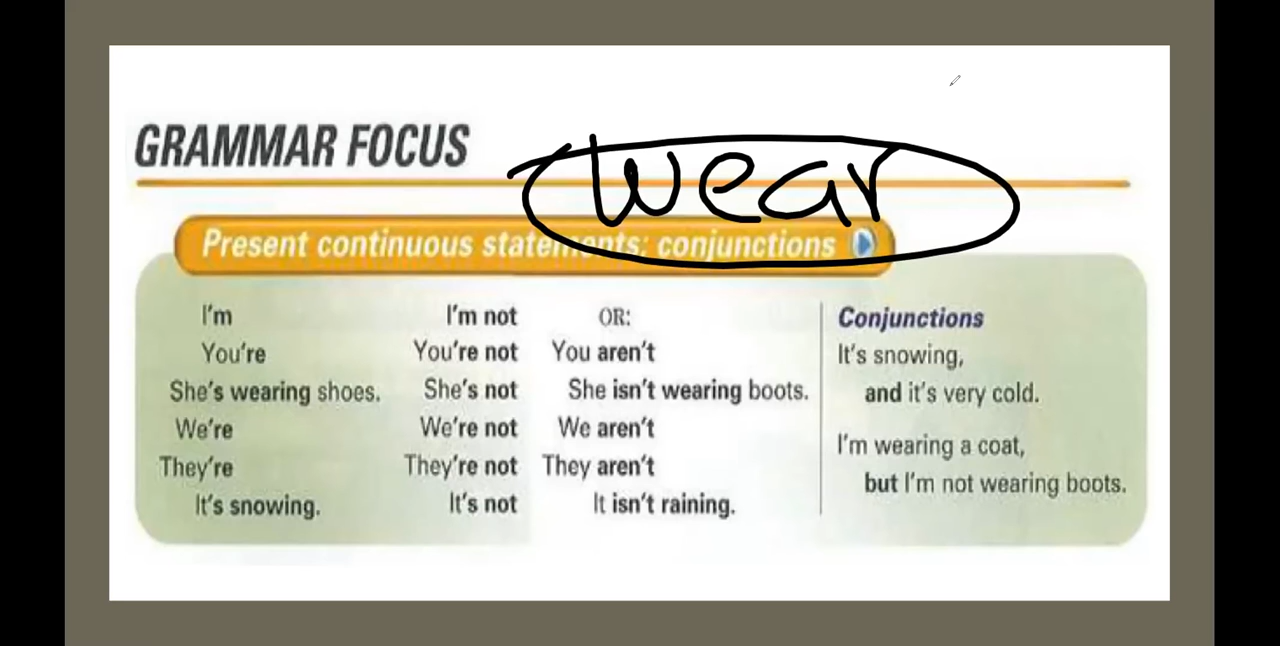 GRAMMAR FOCUS
wear
Present continuous statements; conjunctions
I'm I'm not OR:
You're You're not You aren't
She's wearing shoes. She's not She isn't wearing boots.
We're We're not We aren't
They're They're not They aren't
It's snowing. It's not It isn't raining.
Conjunctions
It's snowing,
and it's very cold.
I'm wearing a coat,
but I'm not wearing boots.